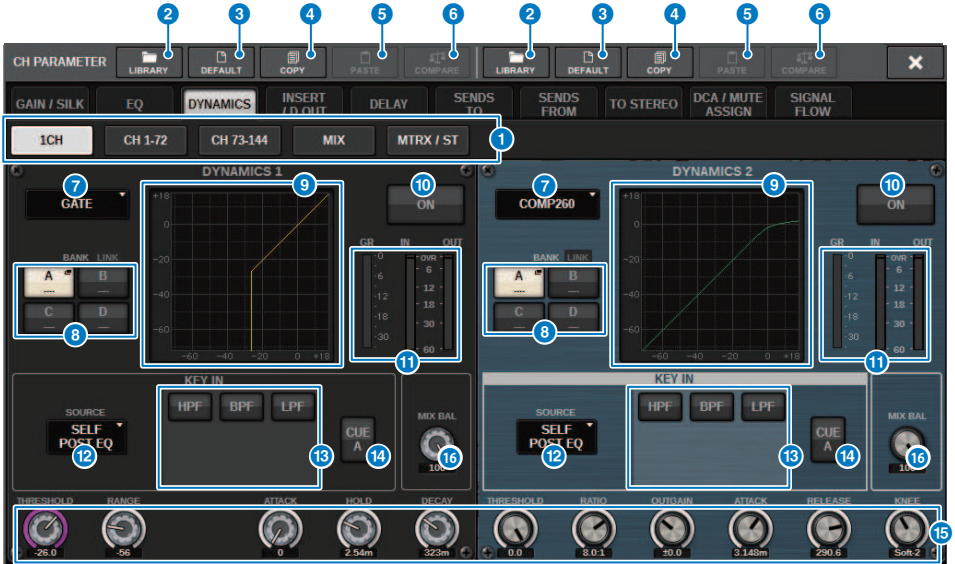 2 3 4 5 6 2 3 4 5 6
CH PARAMETER LIBRARY DEFAULT COPY PASTE COMPARE LIBRARY DEFAULT COPY PASTE COMPARE ×
GAIN / SILK EQ DYNAMICS INSERT / D.OUT DELAY SENDS TO SENDS FROM TO STEREO DCA / MUTE ASSIGN SIGNAL FLOW
1CH CH 1-72 CH 73-144 MIX MTRX / ST 1
DYNAMICS 1
7 9 10
GATE
ON
+18
0
-20
-40
-60
-60 -40 -20 0 +18
BANK LINK
A B
---- ----
C D
---- ----
8
GR IN OUT
0 OVR
-6 6
-12 12
-18 18
-30 30
60
11
KEY IN
SOURCE
SELF
POST EQ
12
HPF BPF LPF
13
CUE
A
14
MIX BAL
16
100
THRESHOLD RANGE ATTACK HOLD DECAY
-26.0 -56 0 2.54m 323m
DYNAMICS 2
7 9 10
COMP260
ON
+18
0
-20
-40
-60
-60 -40 -20 0 +18
BANK LINK
A B
---- ----
C D
---- ----
8
GR IN OUT
0 OVR
-6 6
-12 12
-18 18
-30 30
60
11
KEY IN
SOURCE
SELF
POST EQ
12
HPF BPF LPF
13
CUE
A
14
MIX BAL
16
100
THRESHOLD RATIO OUTGAIN ATTACK RELEASE KNEE
0.0 8.0:1 ±0.0 3.148m 290.6 Soft-2
15